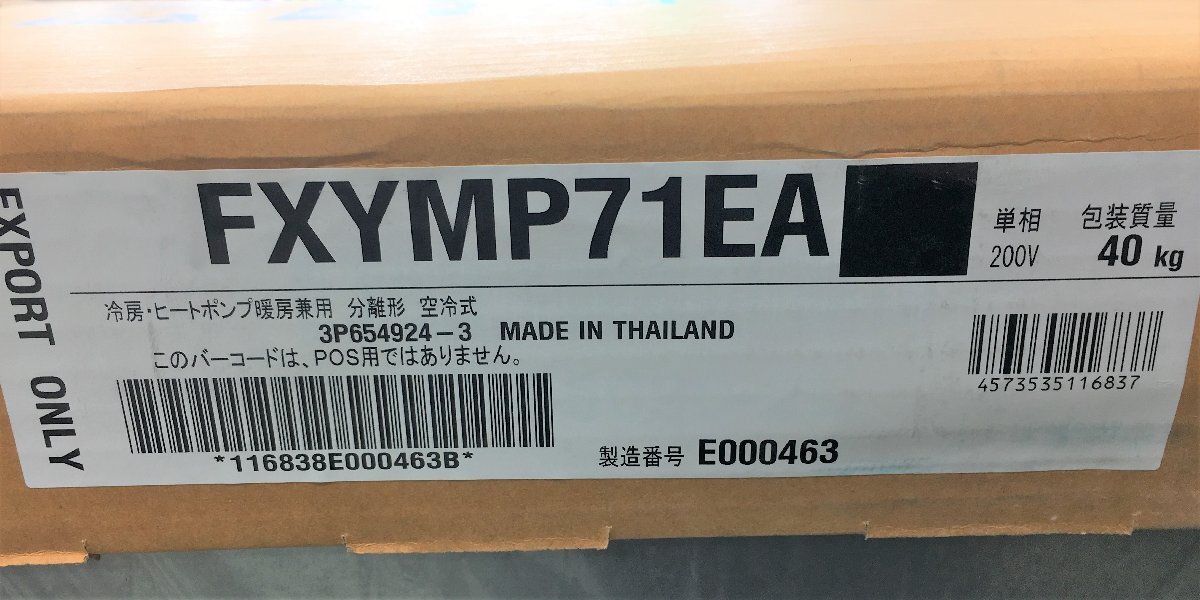 EXPORT ONLY
FXYMP71EA
単相
200V
包装質量
40 kg
冷房・ヒートポンプ暖房兼用 分離形 空冷式
3P654924-3 MADE IN THAILAND
このバーコードは、POS用ではありません。
*116838E000463B*
製造番号 E000463
4573535116837